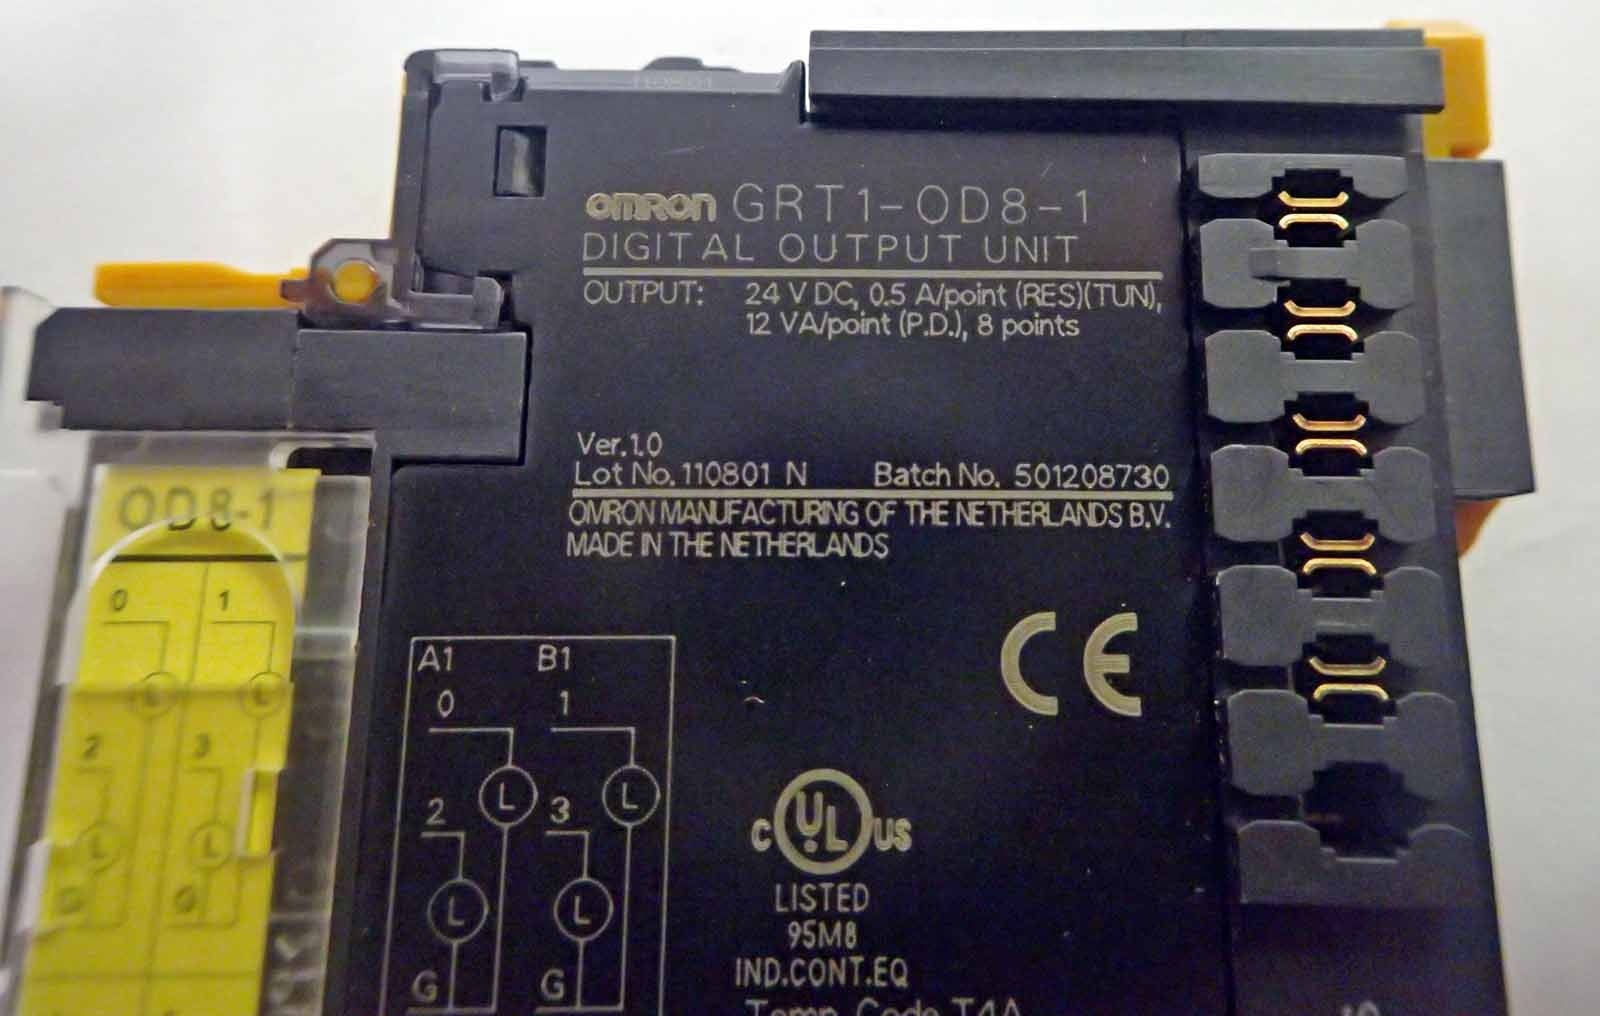 OMRON GRT1-OD8-1
DIGITAL OUTPUT UNIT
OUTPUT: 24 V DC, 0.5 A/point (RES)(TUN),
12 VA/point (P.D.), 8 points
Ver.1.0
Lot No. 110801 N Batch No. 501208730
OMRON MANUFACTURING OF THE NETHERLANDS B.V.
MADE IN THE NETHERLANDS
CE
A1 B1
0 1
L L
2 3
L L
G G
C UL US
LISTED
95M8
IND.CONT.EQ
Temp. Code T4A
OD8-1
0 1
L L
2 3
L L